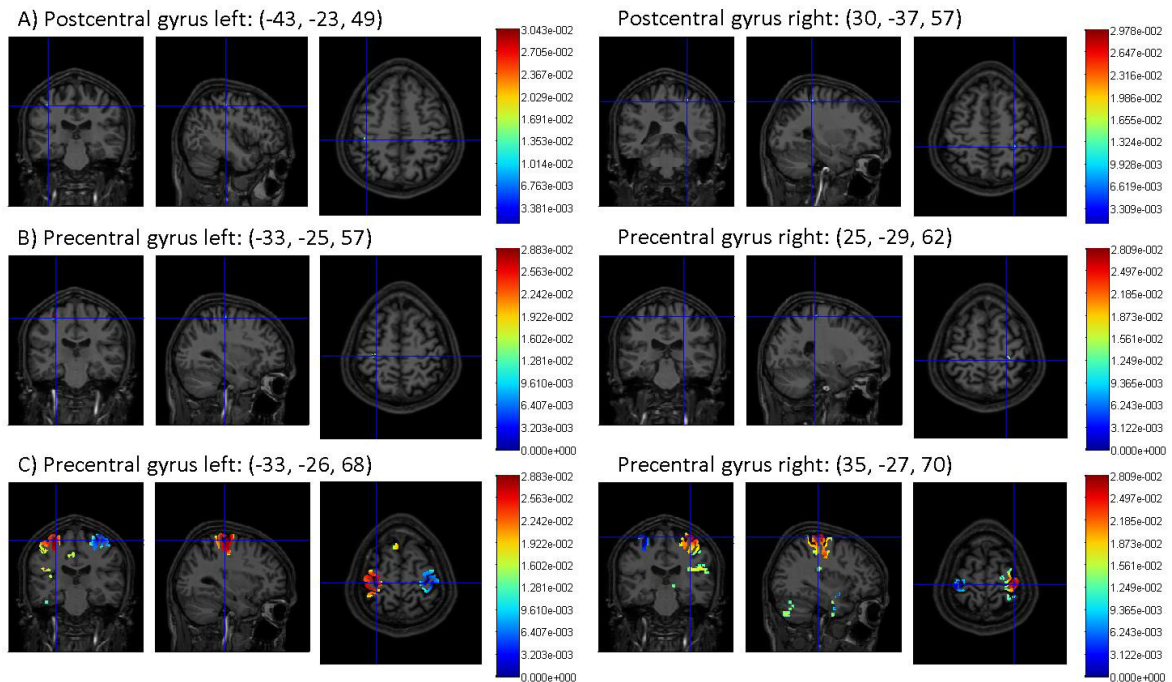 A) Postcentral gyrus left: (-43, -23, 49)
Postcentral gyrus right: (30, -37, 57)
3.043e-002
2.705e-002
2.367e-002
2.029e-002
1.691e-002
1.353e-002
1.014e-002
6.763e-003
3.381e-003
2.978e-002
2.647e-002
2.316e-002
1.986e-002
1.655e-002
1.324e-002
9.928e-003
6.619e-003
3.309e-003
B) Precentral gyrus left: (-33, -25, 57)
Precentral gyrus right: (25, -29, 62)
2.883e-002
2.563e-002
2.242e-002
1.922e-002
1.602e-002
1.281e-002
9.610e-003
6.407e-003
3.203e-003
0.000e+000
2.809e-002
2.497e-002
2.185e-002
1.873e-002
1.561e-002
1.249e-002
9.365e-003
6.243e-003
3.122e-003
0.000e+000
C) Precentral gyrus left: (-33, -26, 68)
Precentral gyrus right: (35, -27, 70)
2.883e-002
2.563e-002
2.242e-002
1.922e-002
1.602e-002
1.281e-002
9.610e-003
6.407e-003
3.203e-003
0.000e+000
2.809e-002
2.497e-002
2.185e-002
1.873e-002
1.561e-002
1.249e-002
9.365e-003
6.243e-003
3.122e-003
0.000e+000